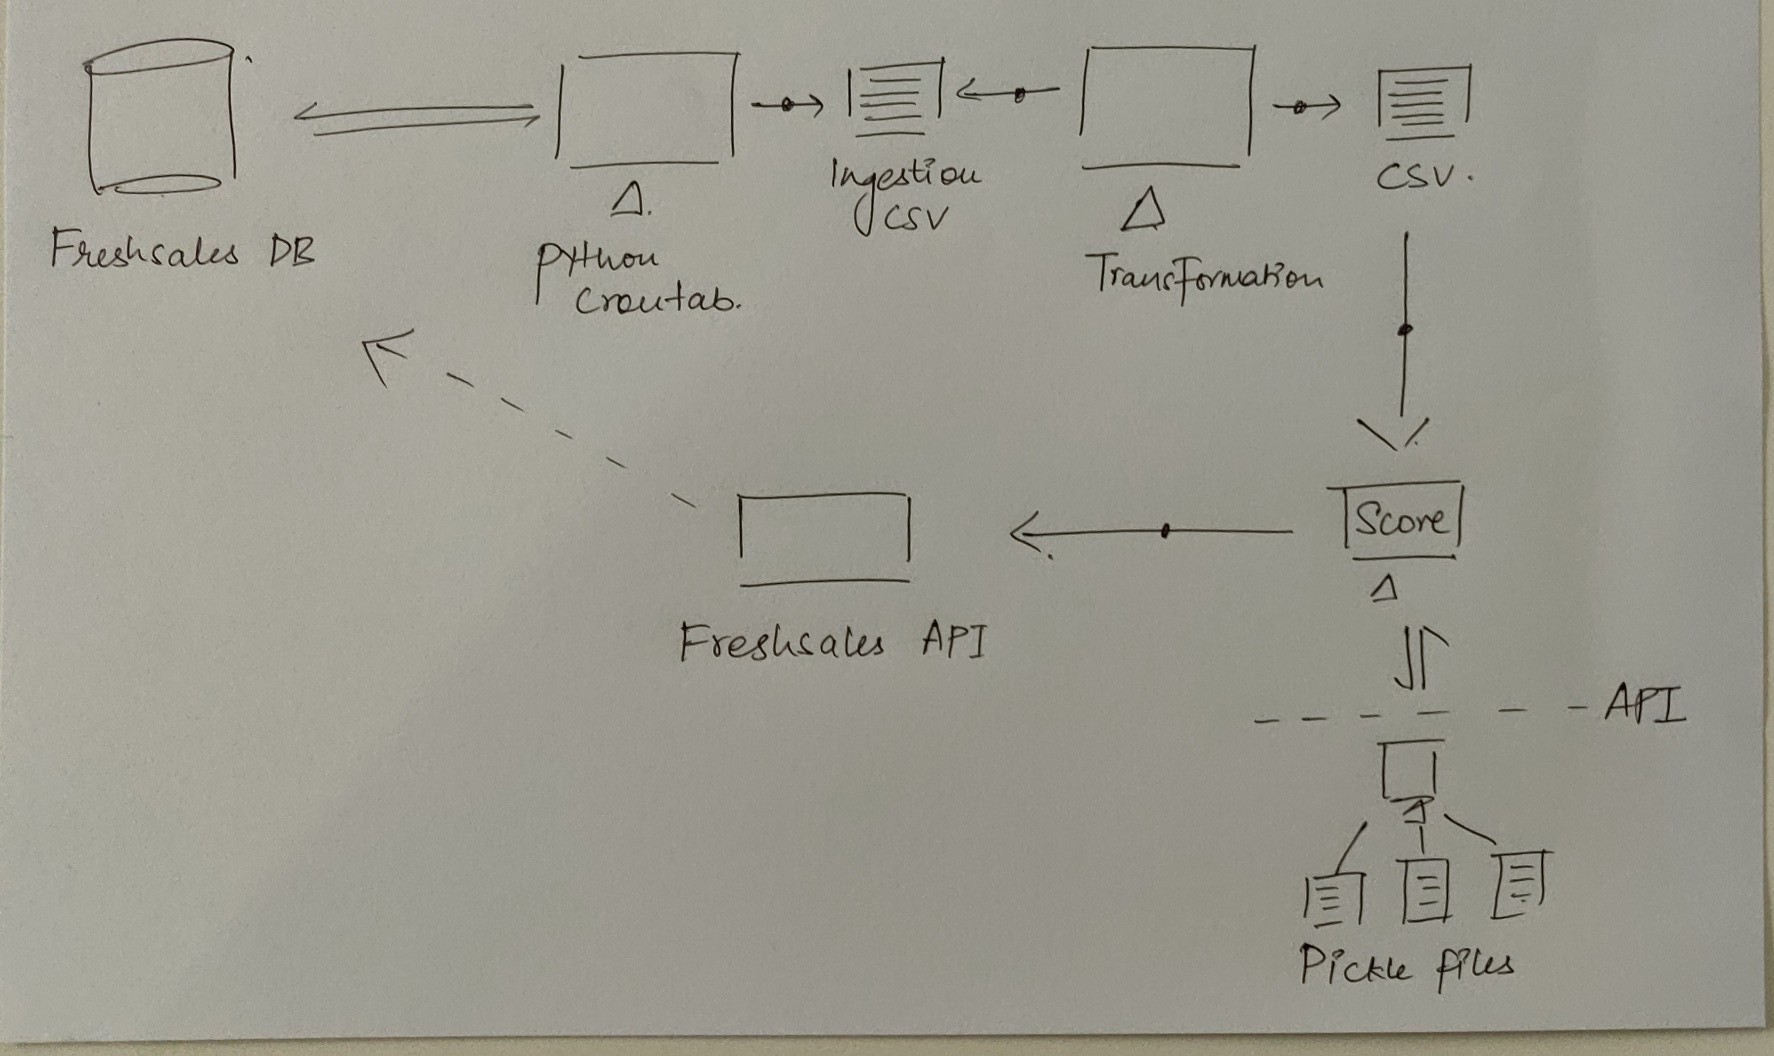 Freshsales DB
Python
Crontab.
Ingestion
CSV
Transformation
CSV.
Score
Freshsales API
API
Pickle files